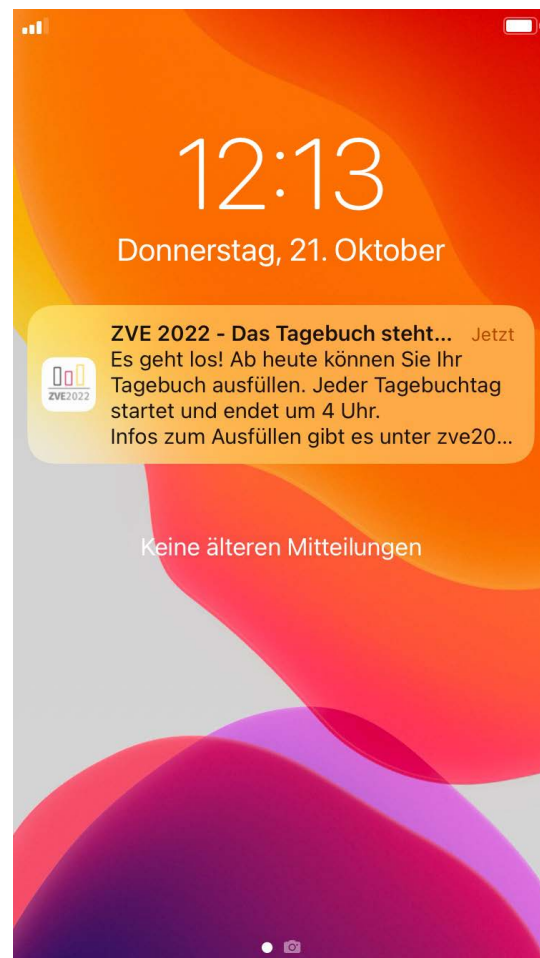 12:13
Donnerstag, 21. Oktober
ZVE 2022 - Das Tagebuch steht... Jetzt
Es geht los! Ab heute können Sie Ihr
Tagebuch ausfüllen. Jeder Tagebuchtag
startet und endet um 4 Uhr.
Infos zum Ausfüllen gibt es unter zve20...
ZVE2022
Keine älteren Mitteilungen